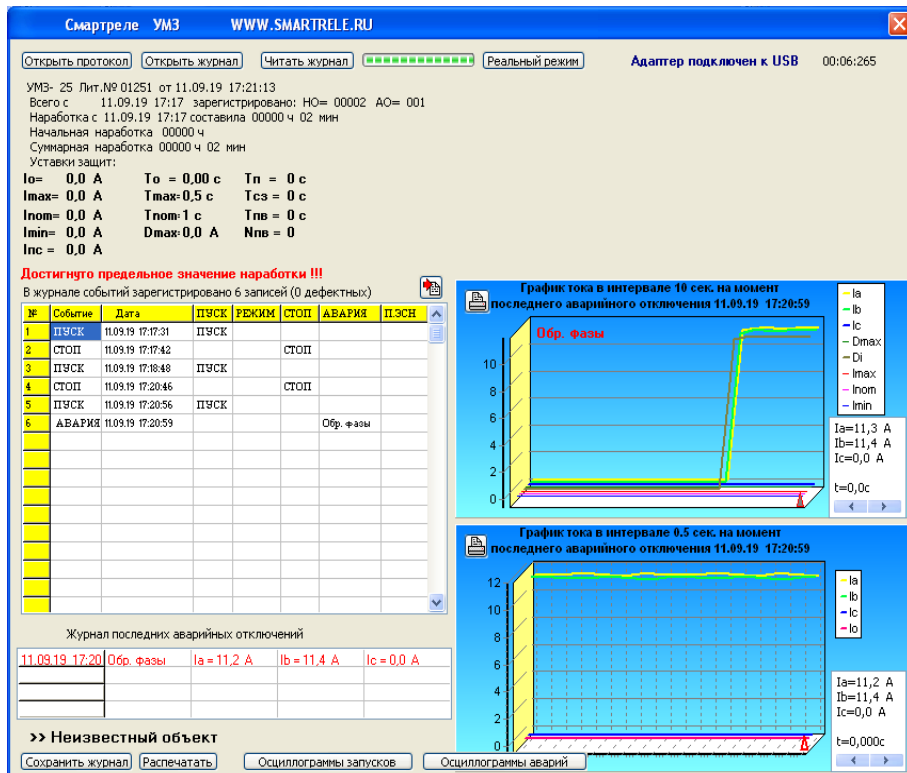 Смартреле УМЗ WWW.SMARTRELE.RU
Открыть протокол Открыть журнал Читать журнал Реальный режим Адаптер подключен к USB 00:06:265
УМЗ- 25 Лит.№ 01251 от 11.09.19 17:21:13
Всего с 11.09.19 17:17 зарегистрировано: НО= 00002 АО= 001
Наработка с 11.09.19 17:17 составила 00000 ч 02 мин
Начальная наработка 00000 ч
Суммарная наработка 00000 ч 02 мин
Уставки защит:
Io= 0,0 А To = 0,00 с Тп = 0 с
Imax= 0,0 А Tmax=0,5 с Тсз = 0 с
Inom= 0,0 А Tnom=1 с Тпв = 0 с
Imin= 0,0 А Dmax=0,0 А Nпв = 0
Inc = 0,0 А
Достигнуто предельное значение наработки !!!
В журнале событий зарегистрировано 6 записей (0 дефектных)
№ Событие Дата ПУСК РЕЖИМ СТОП АВАРИЯ П.ЭСН
1 ПУСК 11.09.19 17:17:31 ПУСК
2 СТОП 11.09.19 17:17:42 СТОП
3 ПУСК 11.09.19 17:18:48 ПУСК
4 СТОП 11.09.19 17:20:46 СТОП
5 ПУСК 11.09.19 17:20:56 ПУСК
6 АВАРИЯ 11.09.19 17:20:59 Обр. фазы
Журнал последних аварийных отключений
11.09.19 17:20 Обр. фазы Ia = 11,2 А Ib = 11,4 А Ic = 0,0 А
>> Неизвестный объект
Сохранить журнал Распечатать Осциллограммы запусков Осциллограммы аварий
График тока в интервале 10 сек. на момент
последнего аварийного отключения 11.09.19 17:20:59
Обр. фазы
10
8
6
4
2
0
Ia
Ib
Ic
Dmax
Di
Imax
Inom
Imin
Ia=11,3 А
Ib=11,4 А
Ic=0,0 А
t=0,0с
График тока в интервале 0.5 сек. на момент
последнего аварийного отключения 11.09.19 17:20:59
12
10
8
6
4
2
0
Ia
Ib
Ic
Io
Ia=11,2 А
Ib=11,4 А
Ic=0,0 А
t=0,000с